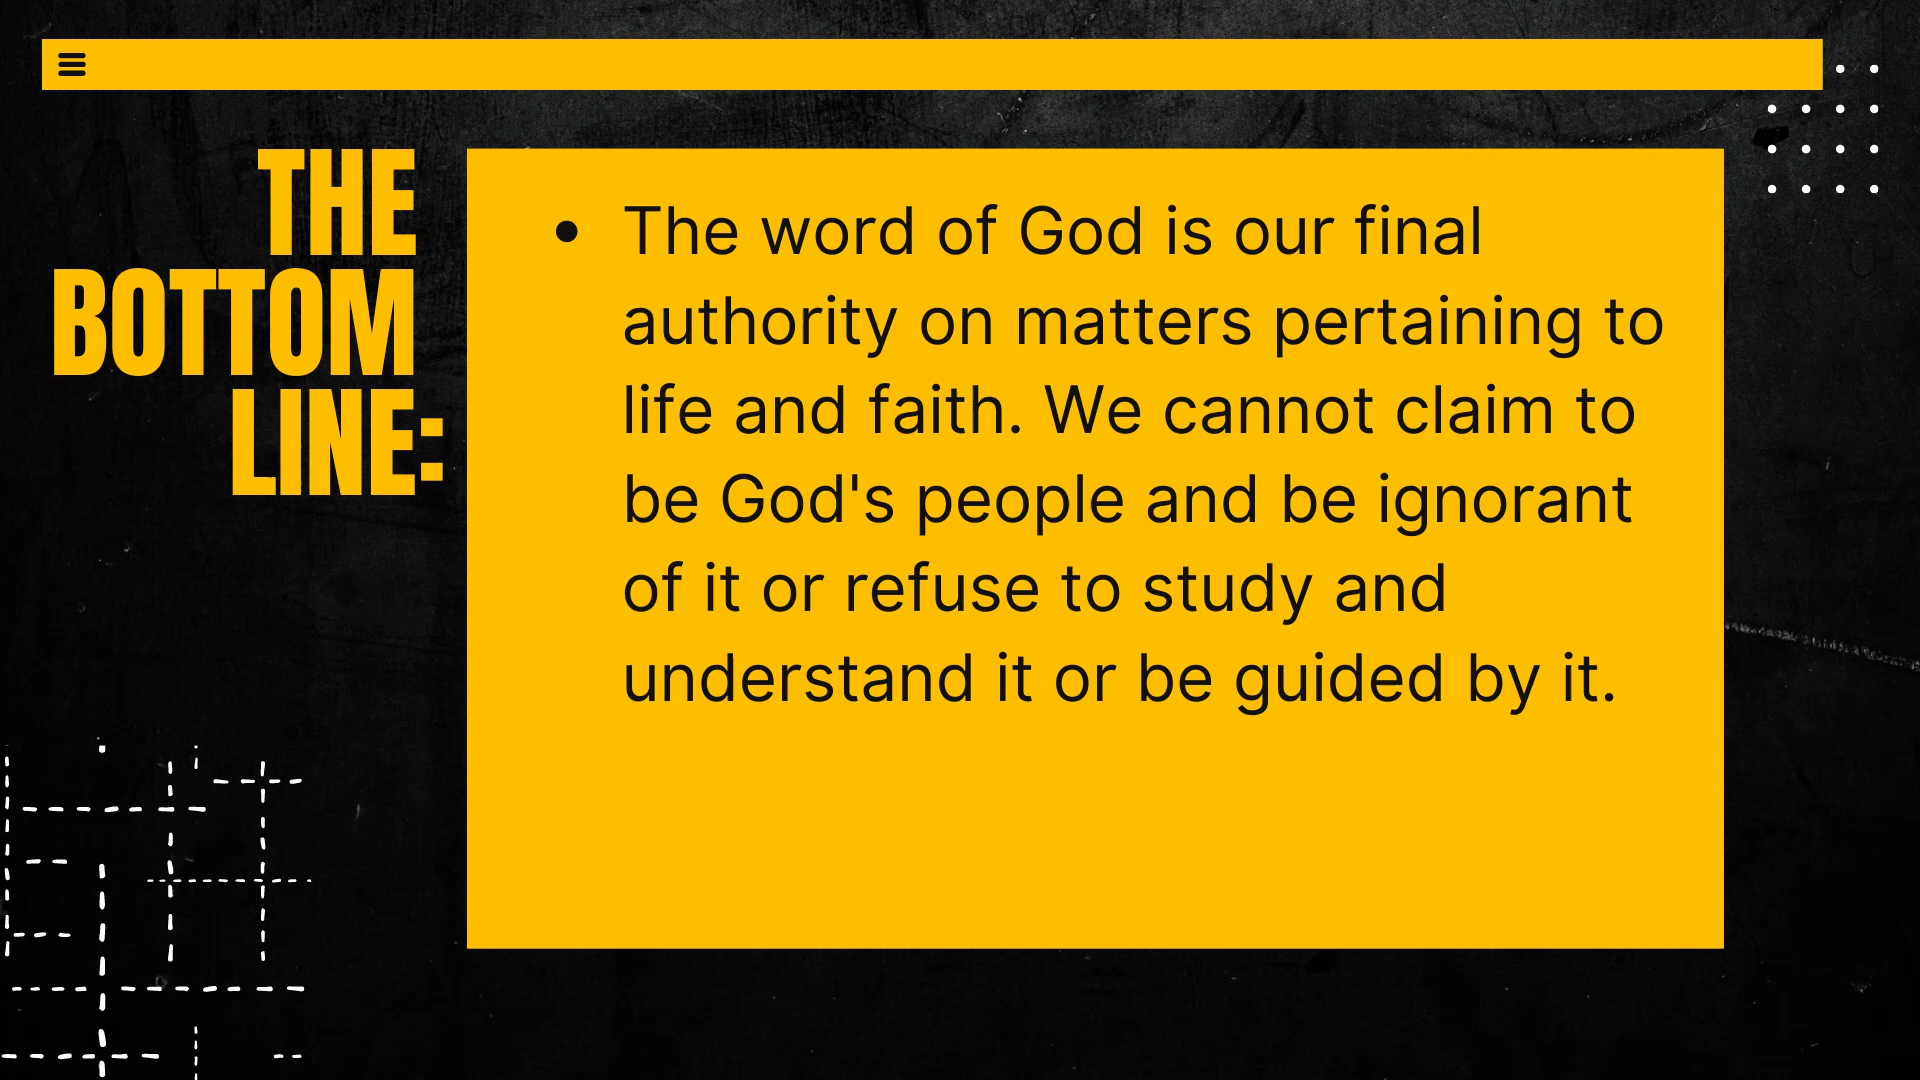 THE
BOTTOM
LINE:
• The word of God is our final
authority on matters pertaining to
life and faith. We cannot claim to
be God's people and be ignorant
of it or refuse to study and
understand it or be guided by it.